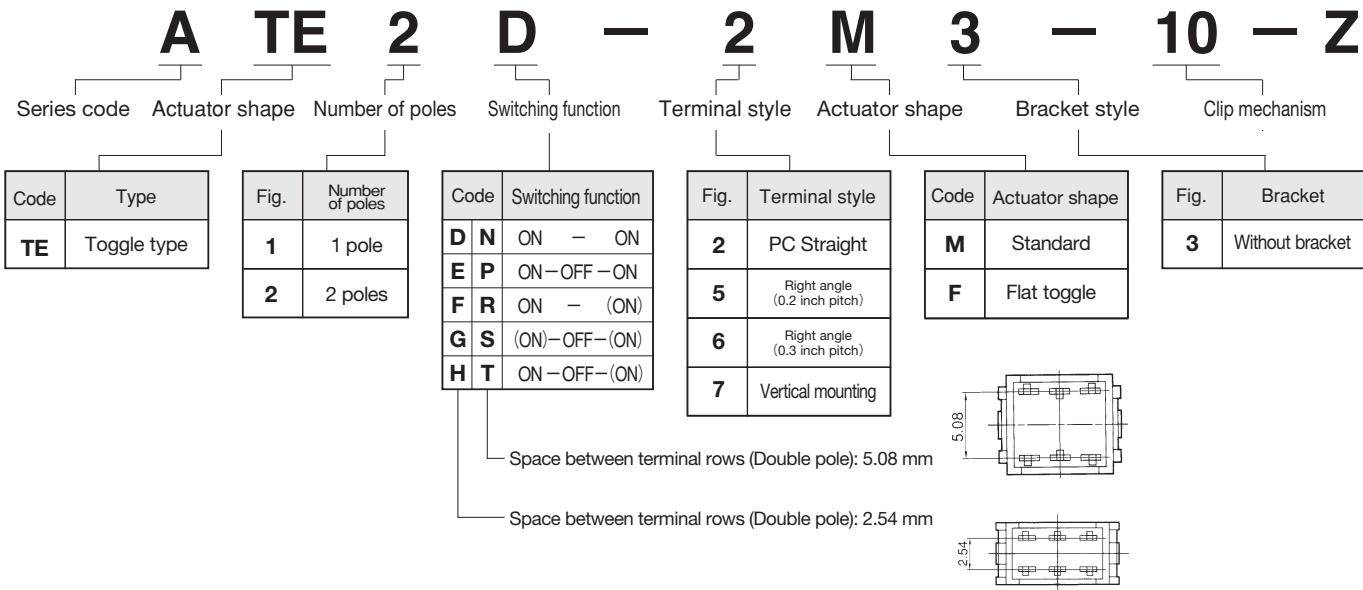 A TE 2 D － 2 M 3 － 10 － Z
Series code Actuator shape Number of poles Switching function Terminal style Actuator shape Bracket style Clip mechanism
Code Type
TE Toggle type
Fig. Number of poles
1 1 pole
2 2 poles
Code Switching function
D N ON － ON
E P ON－OFF－ON
F R ON － (ON)
G S (ON)－OFF－(ON)
H T ON－OFF－(ON)
Fig. Terminal style
2 PC Straight
5 Right angle
(0.2 inch pitch)
6 Right angle
(0.3 inch pitch)
7 Vertical mounting
Code Actuator shape
M Standard
F Flat toggle
Fig. Bracket
3 Without bracket
Space between terminal rows (Double pole): 5.08 mm
5.08
Space between terminal rows (Double pole): 2.54 mm
2.54